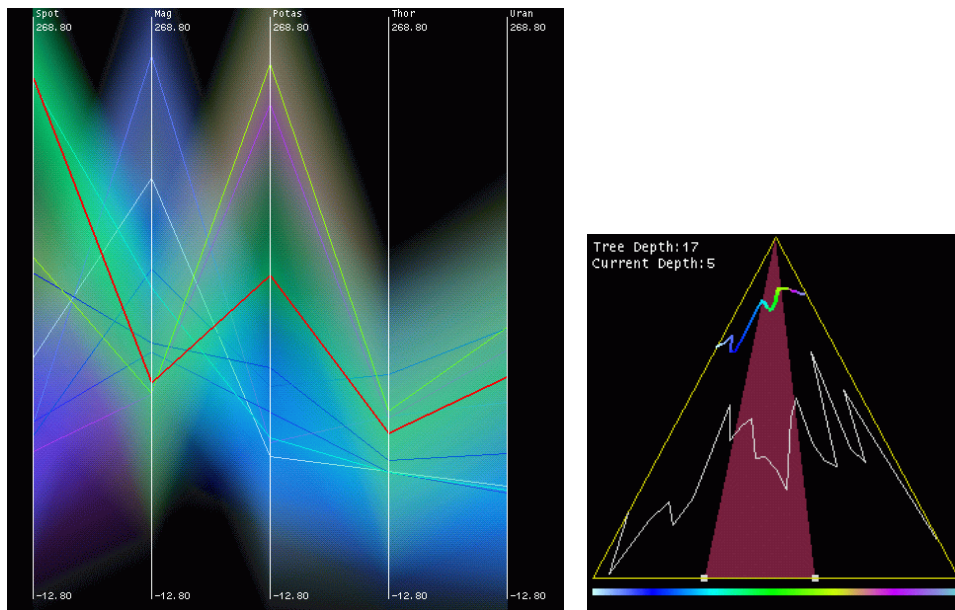 Spot Mag Potas Thor Uran
268.80 268.80 268.80 268.80 268.80
-12.80 -12.80 -12.80 -12.80 -12.80
Tree Depth:17
Current Depth:5